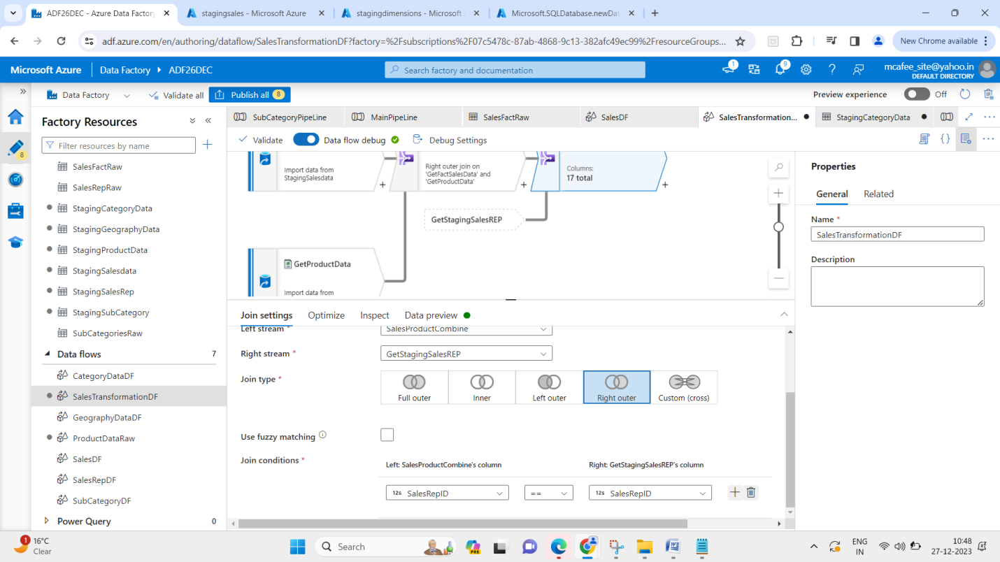 ADF26DEC - Azure Data Factory
stagingsales - Microsoft Azure
stagingdimensions - Microsoft
Microsoft.SQLDatabase.newDat
adf.azure.com/en/authoring/dataflow/SalesTransformationDF?factory=%2Fsubscriptions%2F07c5478c-87ab-4868-9c13-382afc49ec99%2FresourceGroups...
New Chrome available
Microsoft Azure
Data Factory
ADF26DEC
Search factory and documentation
1
9
mcafee_site@yahoo.in
DEFAULT DIRECTORY
Data Factory
Validate all
Publish all 8
Preview experience
Off
8
Factory Resources
Filter resources by name
SalesFactRaw
SalesRepRaw
StagingCategoryData
StagingGeographyData
StagingProductData
StagingSalesdata
StagingSalesRep
StagingSubCategory
SubCategoriesRaw
Data flows 7
CategoryDataDF
SalesTransformationDF
GeographyDataDF
ProductDataRaw
SalesDF
SalesRepDF
SubCategoryDF
Power Query 0
SubCategoryPipeLine
MainPipeLine
SalesFactRaw
SalesDF
SalesTransformation...
StagingCategoryData
Validate
Data flow debug
Debug Settings
Import data from
StagingSalesdata
Right outer join on
'GetFactSalesData' and
'GetProductData'
Columns:
17 total
GetStagingSalesREP
GetProductData
Import data from
Join settings
Optimize
Inspect
Data preview
Left stream *
SalesProductCombine
Right stream *
GetStagingSalesREP
Join type *
Full outer
Inner
Left outer
Right outer
Custom (cross)
Use fuzzy matching
Join conditions *
Left: SalesProductCombine's column
Right: GetStagingSalesREP's column
12s SalesRepID
==
12s SalesRepID
Properties
General
Related
Name *
SalesTransformationDF
Description
1
16°C
Clear
Search
PRE
ENG
IN
10:48
27-12-2023